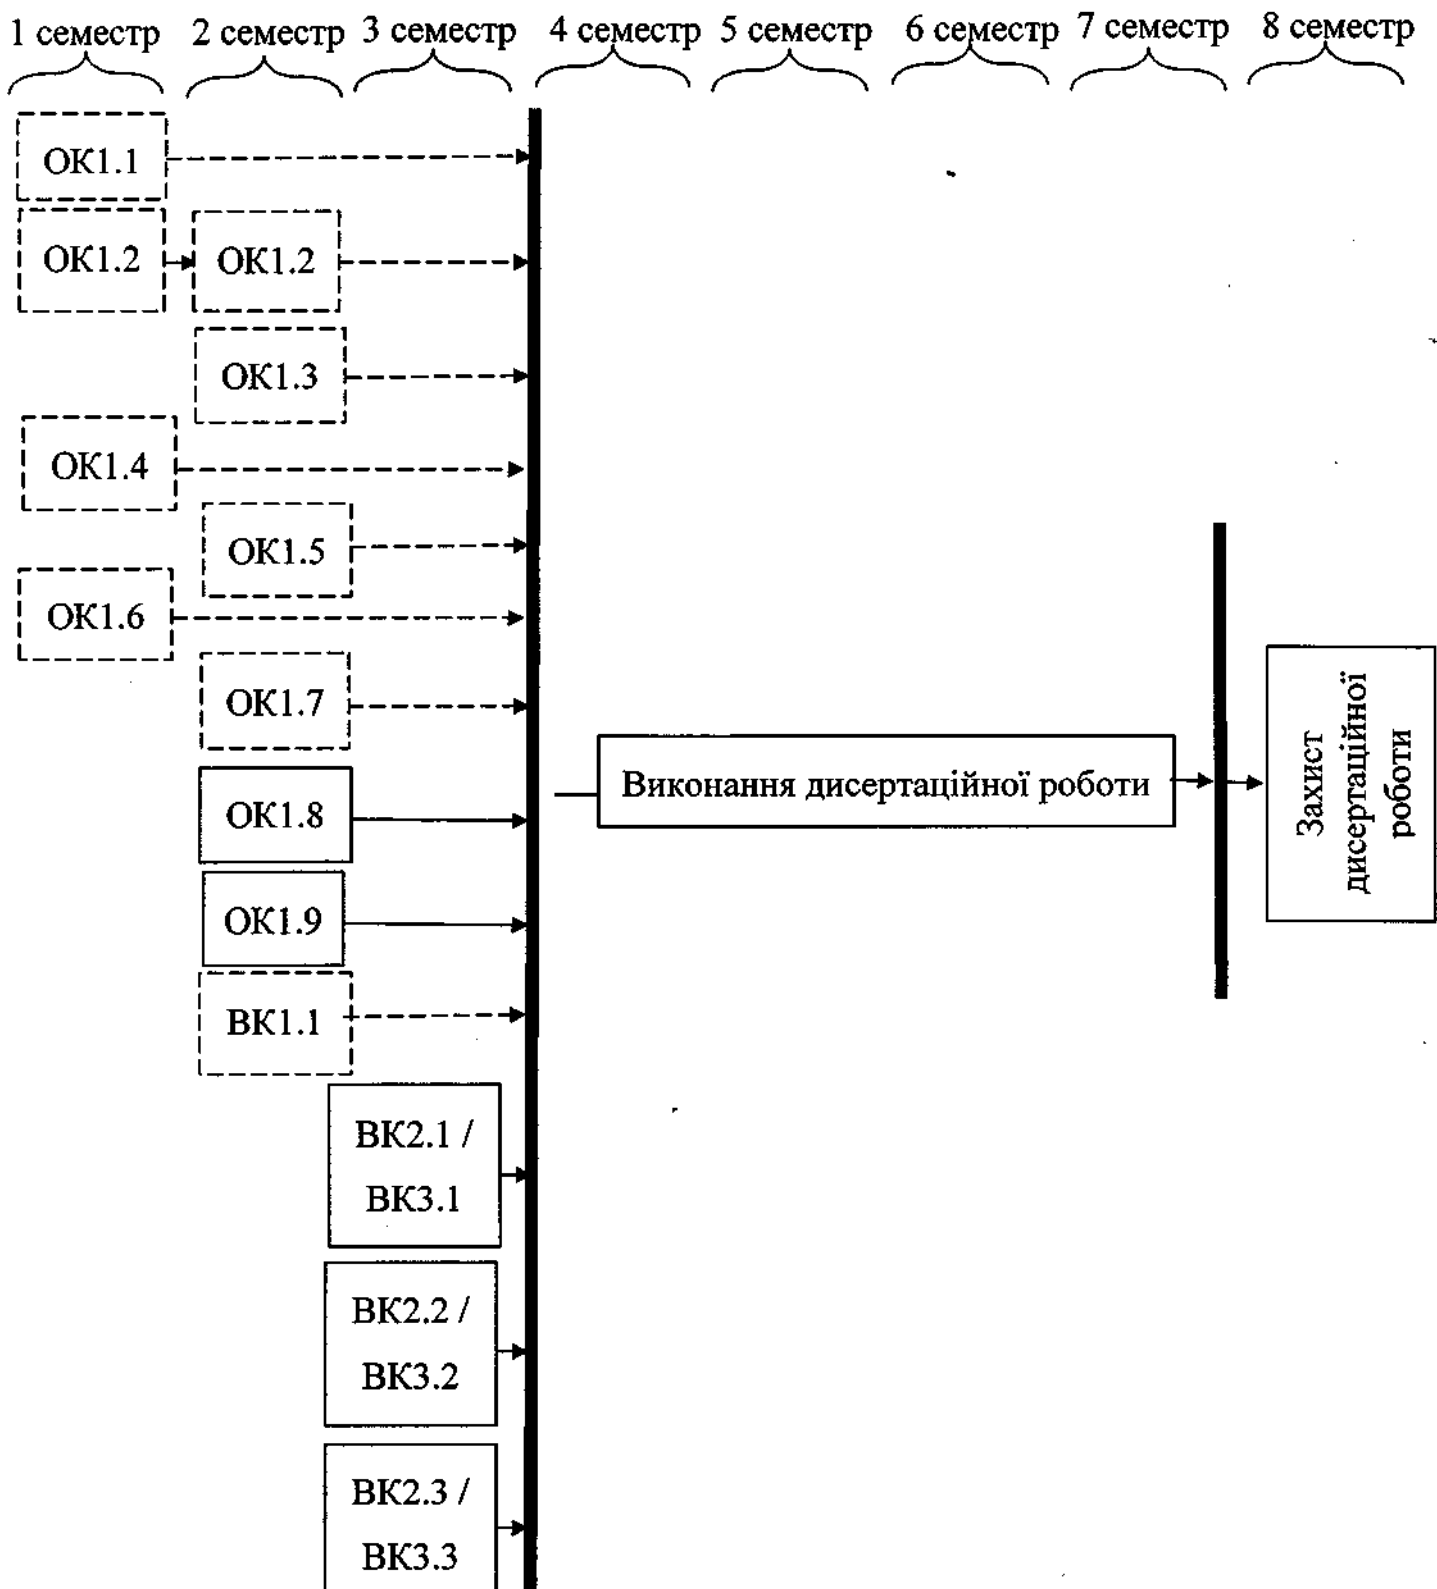 1 семестр 2 семестр 3 семестр 4 семестр 5 семестр 6 семестр 7 семестр 8 семестр
ОК1.1
ОК1.2 ОК1.2
ОК1.3
ОК1.4
ОК1.5
ОК1.6
ОК1.7
ОК1.8
ОК1.9
ВК1.1
ВК2.1 /
ВК3.1
ВК2.2 /
ВК3.2
ВК2.3 /
ВК3.3
Виконання дисертаційної роботи
Захист
дисертаційної
роботи